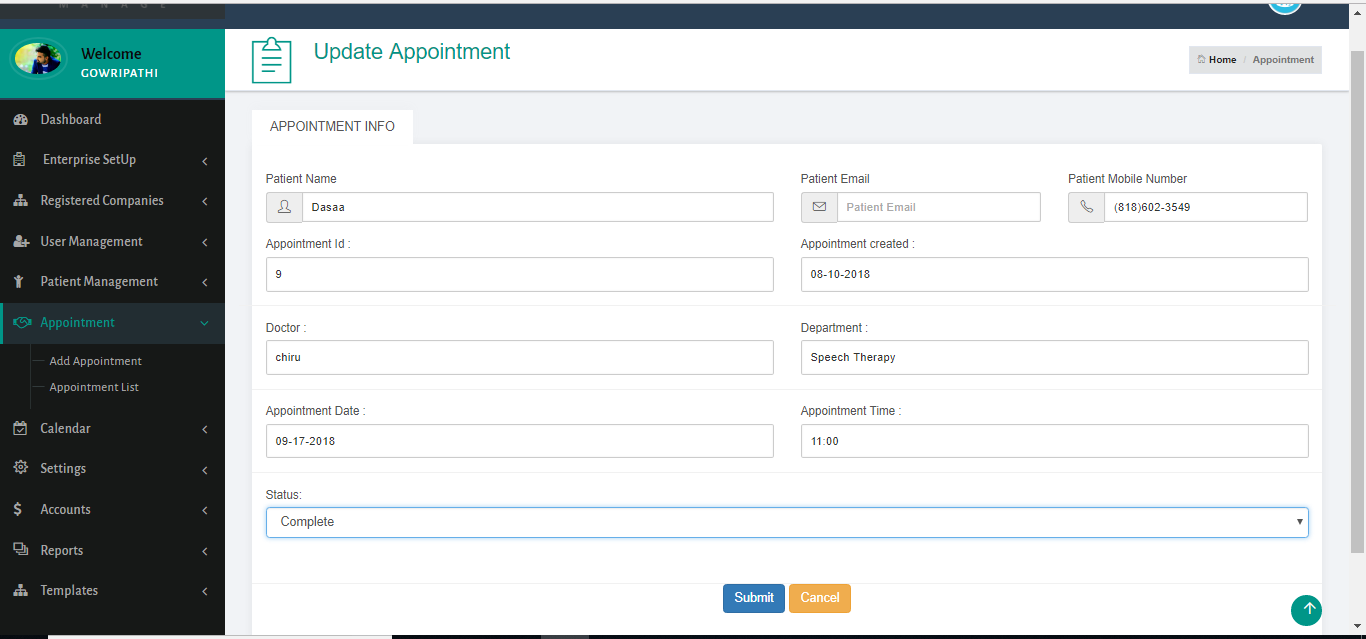 M A N A G E
Welcome
GOWRIPATHI
Dashboard
Enterprise SetUp
Registered Companies
User Management
Patient Management
Appointment
Add Appointment
Appointment List
Calendar
Settings
Accounts
Reports
Templates
Update Appointment
Home / Appointment
APPOINTMENT INFO
Patient Name
Dasaa
Patient Email
Patient Email
Patient Mobile Number
(818)602-3549
Appointment Id :
9
Appointment created :
08-10-2018
Doctor :
chiru
Department :
Speech Therapy
Appointment Date :
09-17-2018
Appointment Time :
11:00
Status:
Complete
Submit
Cancel